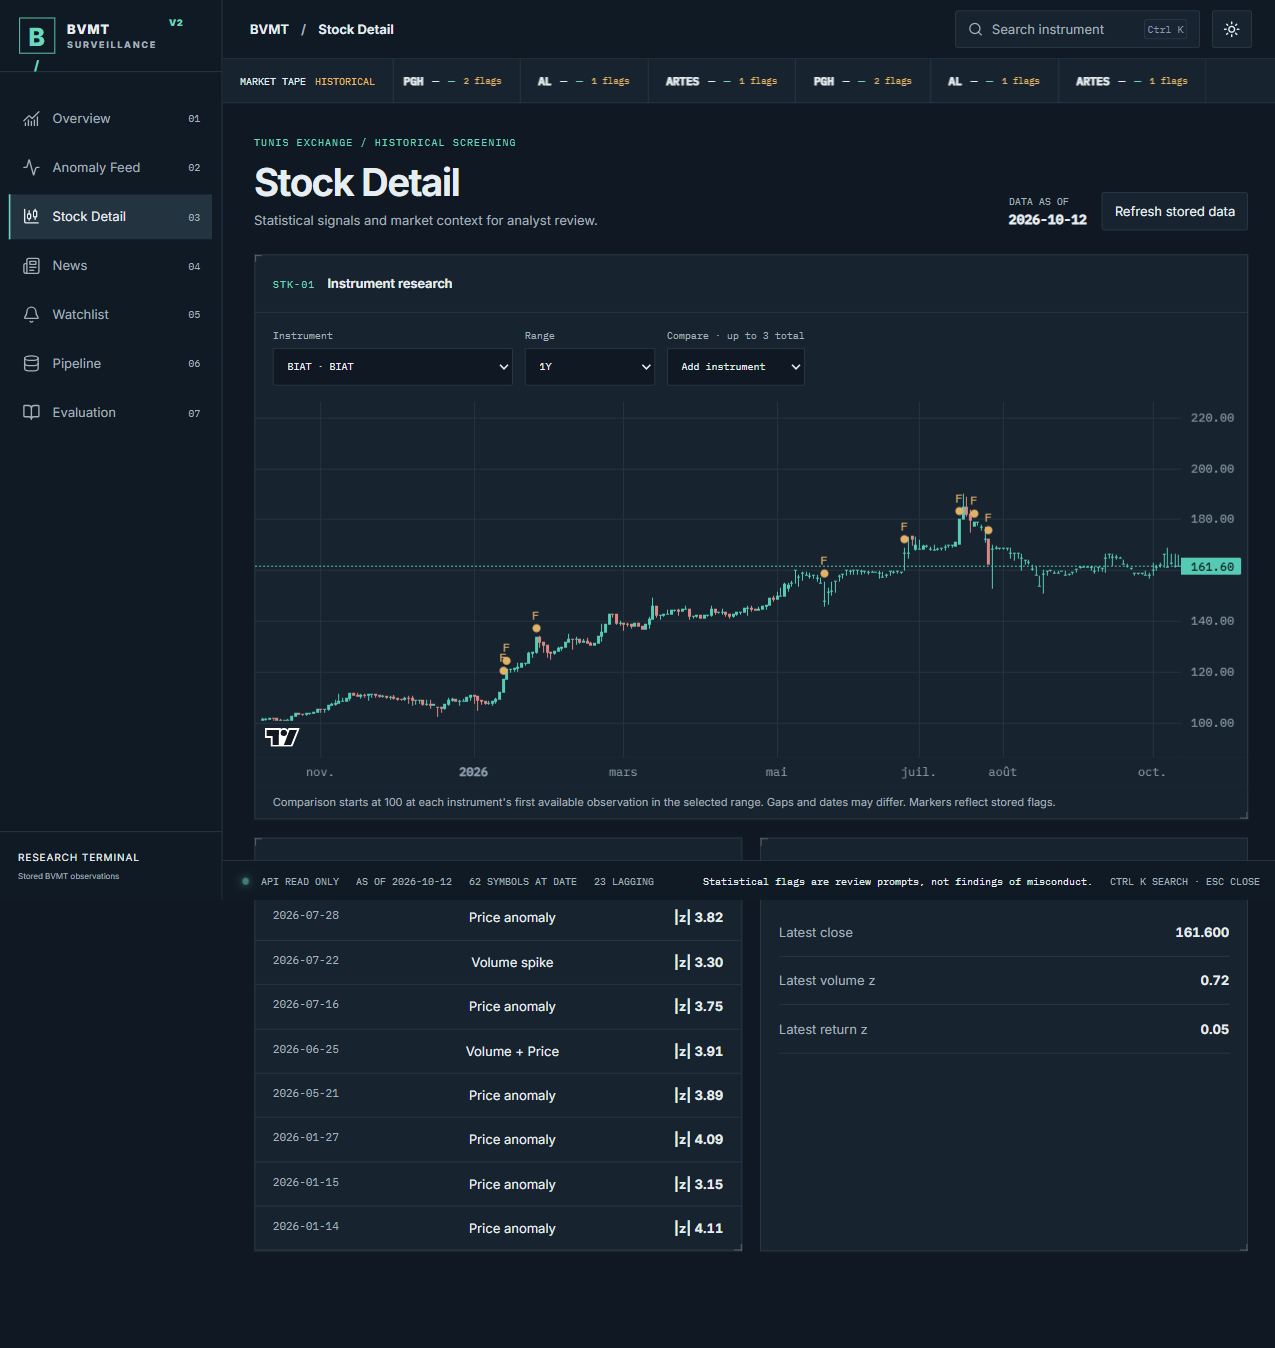 B
BVMT V2
SURVEILLANCE
/
Overview 01
Anomaly Feed 02
Stock Detail 03
News 04
Watchlist 05
Pipeline 06
Evaluation 07
RESEARCH TERMINAL
Stored BVMT observations
BVMT / Stock Detail
Search instrument Ctrl K
MARKET TAPE HISTORICAL PGH — — 2 flags AL — — 1 flags ARTES — — 1 flags PGH — — 2 flags AL — — 1 flags ARTES — — 1 flags
TUNIS EXCHANGE / HISTORICAL SCREENING
Stock Detail
Statistical signals and market context for analyst review.
DATA AS OF
2026-10-12
Refresh stored data
STK-01 Instrument research
Instrument Range Compare · up to 3 total
BIAT · BIAT 1Y Add instrument
220.00
200.00
180.00
161.60
140.00
120.00
100.00
F
F
F
F
F
F
F
F
nov. 2026 mars mai juil. août oct.
Comparison starts at 100 at each instrument's first available observation in the selected range. Gaps and dates may differ. Markers reflect stored flags.
API READ ONLY AS OF 2026-10-12 62 SYMBOLS AT DATE 23 LAGGING Statistical flags are review prompts, not findings of misconduct. CTRL K SEARCH · ESC CLOSE
2026-07-28 Price anomaly |z| 3.82
2026-07-22 Volume spike |z| 3.30
2026-07-16 Price anomaly |z| 3.75
2026-06-25 Volume + Price |z| 3.91
2026-05-21 Price anomaly |z| 3.89
2026-01-27 Price anomaly |z| 4.09
2026-01-15 Price anomaly |z| 3.15
2026-01-14 Price anomaly |z| 4.11
Latest close 161.600
Latest volume z 0.72
Latest return z 0.05